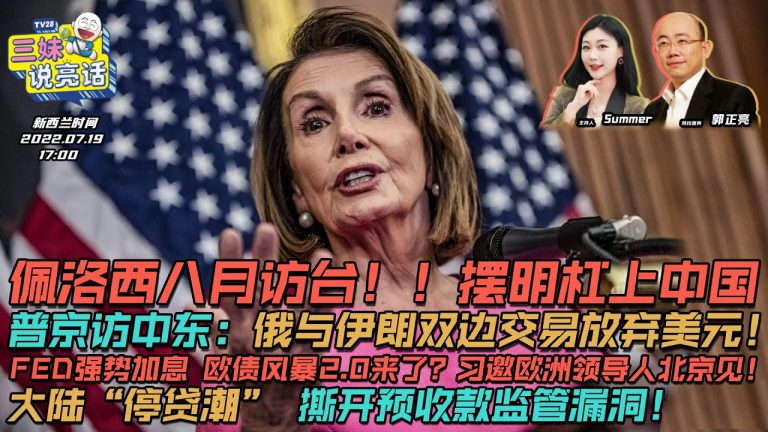 TV28
三妹
说亮话
新西兰时间
2022.07.19
17:00
主持人 Summer
特约嘉宾 郭正亮
佩洛西八月访台！！摆明杠上中国
普京访中东：俄与伊朗双边交易放弃美元！
FED强势加息 欧债风暴2.0来了？习邀欧洲领导人北京见！
大陆“停贷潮” 撕开预收款监管漏洞！